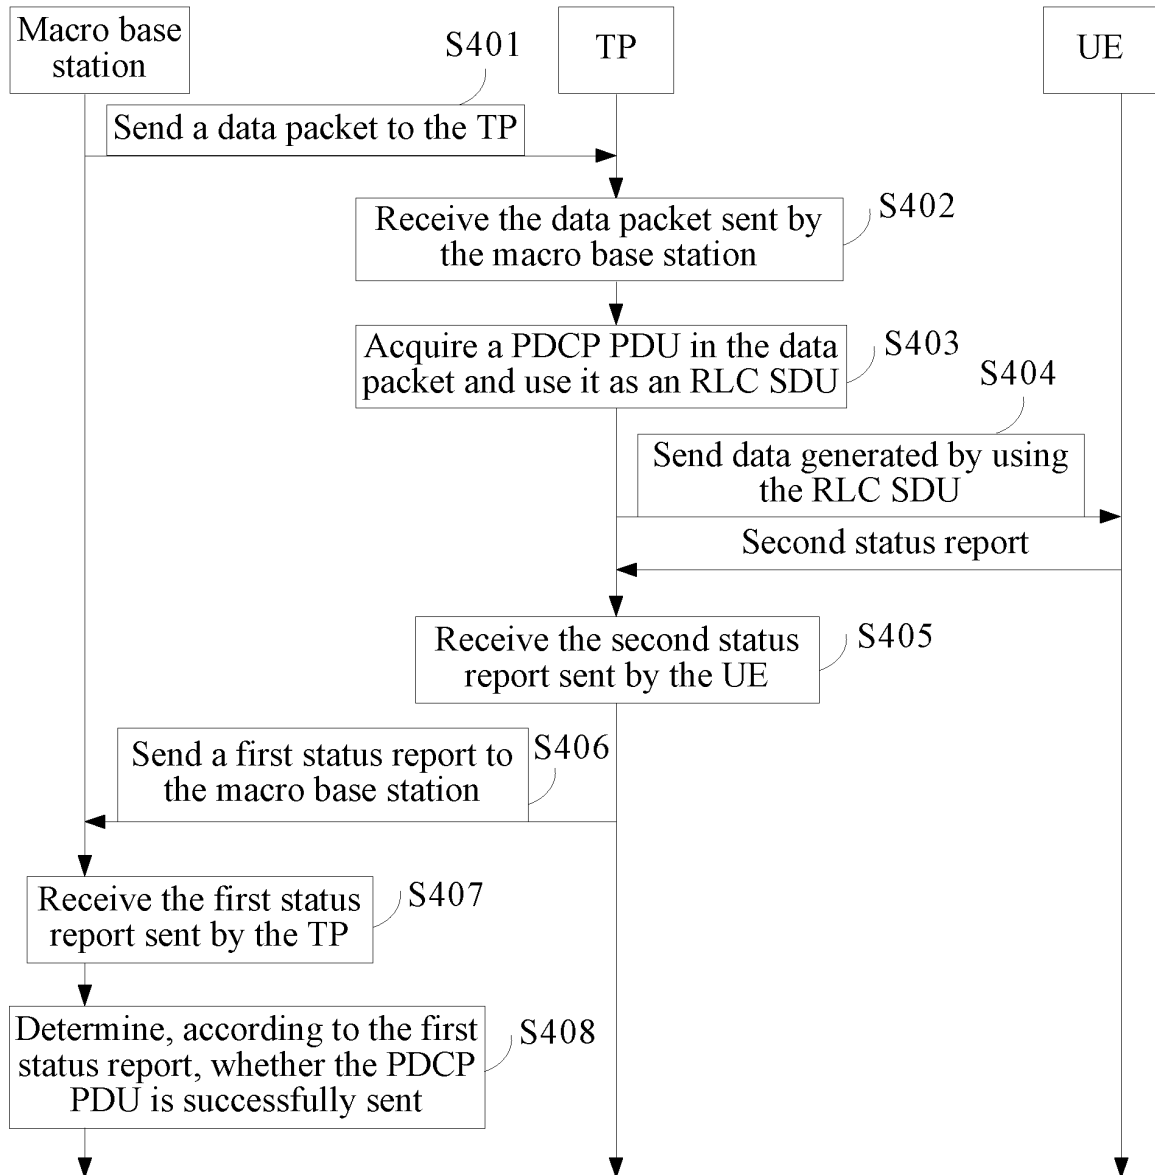 Macro base
station
TP
UE
S401
Send a data packet to the TP
S402
Receive the data packet sent by
the macro base station
S403
Acquire a PDCP PDU in the data
packet and use it as an RLC SDU
S404
Send data generated by using
the RLC SDU
Second status report
S405
Receive the second status
report sent by the UE
S406
Send a first status report to
the macro base station
S407
Receive the first status
report sent by the TP
S408
Determine, according to the first
status report, whether the PDCP
PDU is successfully sent